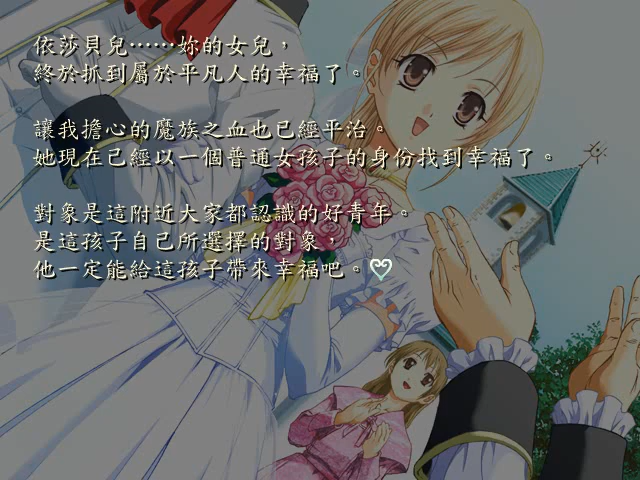 依莎貝兒……妳的女兒，
終於抓到屬於平凡人的幸福了。
讓我擔心的魔族之血也已經平治。
她現在已經以一個普通女孩子的身份找到幸福了。
對象是這附近大家都認識的好青年。
是這孩子自己所選擇的對象，
他一定能給這孩子帶來幸福吧。♡